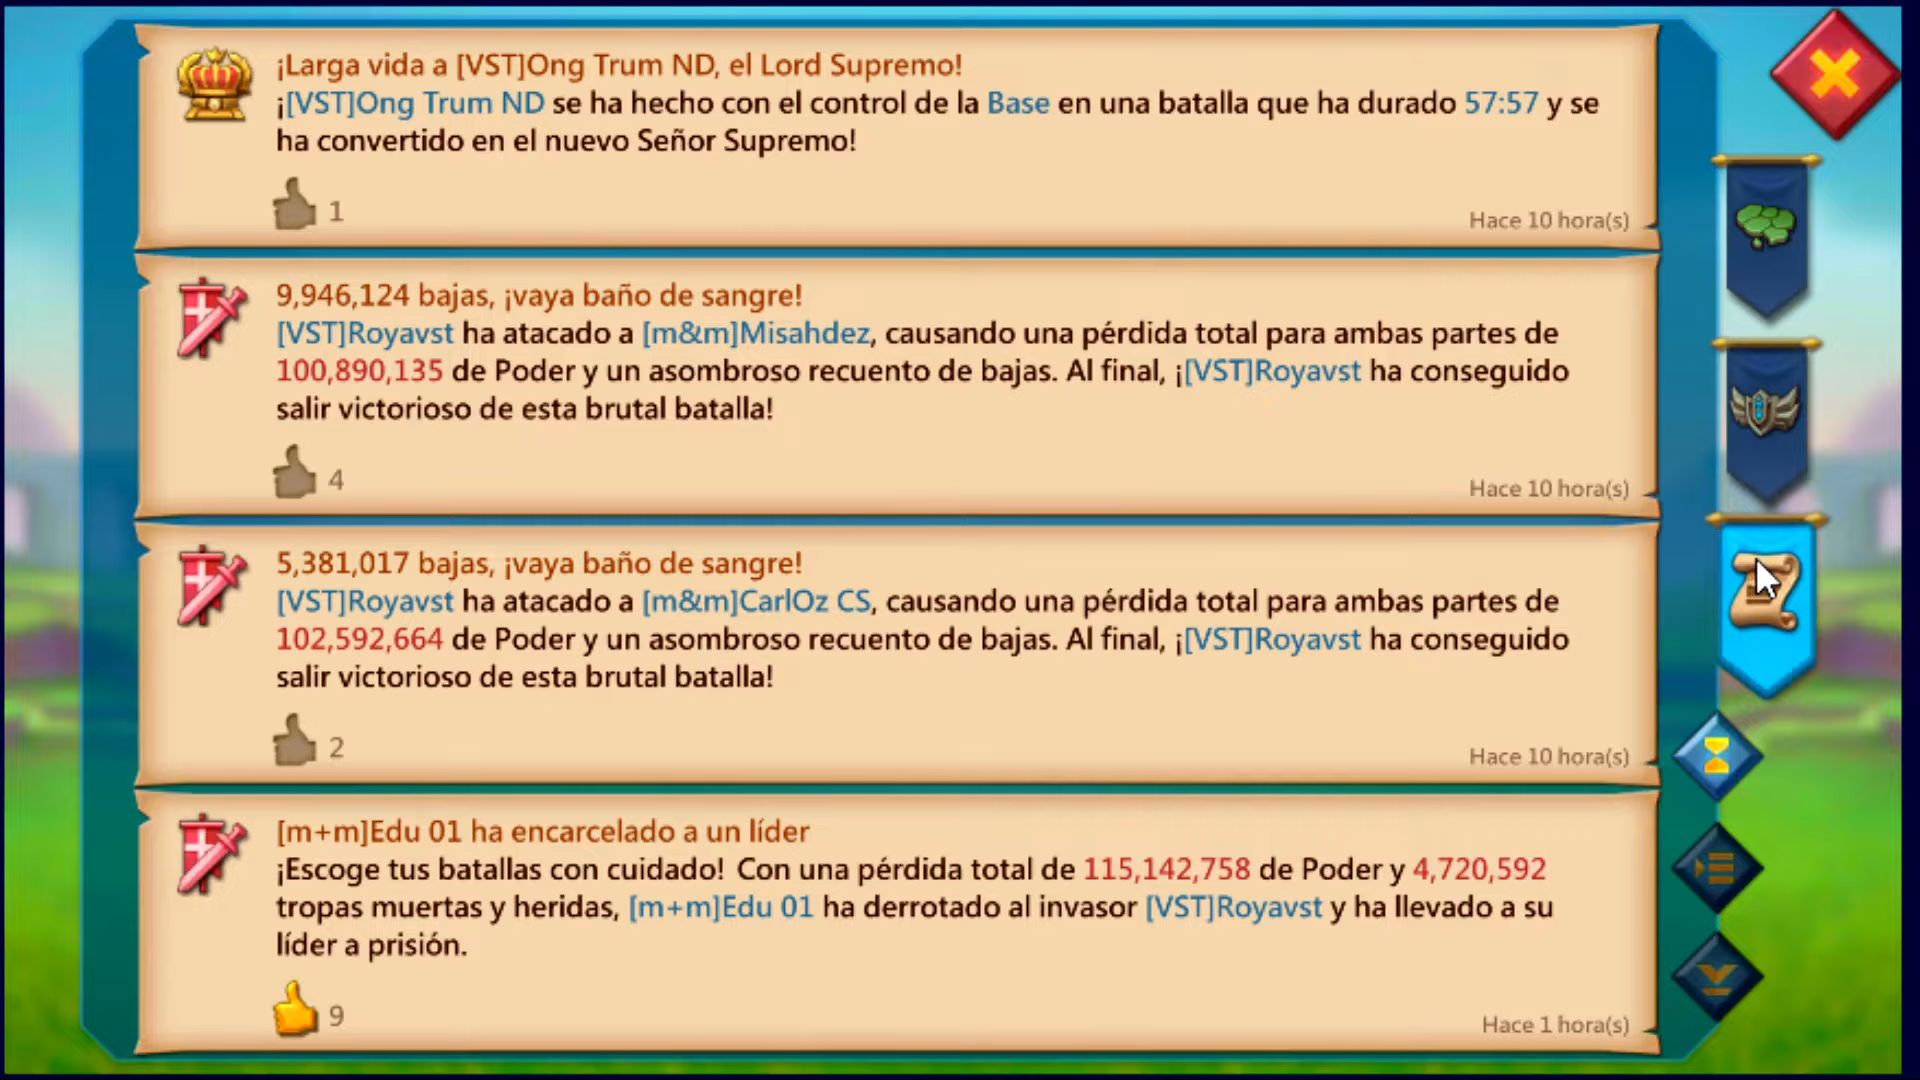 ¡Larga vida a [VST]Ong Trum ND, el Lord Supremo!
¡[VST]Ong Trum ND se ha hecho con el control de la Base en una batalla que ha durado 57:57 y se
ha convertido en el nuevo Señor Supremo!
1
Hace 10 hora(s)
9,946,124 bajas, ¡vaya baño de sangre!
[VST]Royavst ha atacado a [m&m]Misahdez, causando una pérdida total para ambas partes de
100,890,135 de Poder y un asombroso recuento de bajas. Al final, ¡[VST]Royavst ha conseguido
salir victorioso de esta brutal batalla!
4
Hace 10 hora(s)
5,381,017 bajas, ¡vaya baño de sangre!
[VST]Royavst ha atacado a [m&m]CarlOz CS, causando una pérdida total para ambas partes de
102,592,664 de Poder y un asombroso recuento de bajas. Al final, ¡[VST]Royavst ha conseguido
salir victorioso de esta brutal batalla!
2
Hace 10 hora(s)
[m+m]Edu 01 ha encarcelado a un líder
¡Escoge tus batallas con cuidado! Con una pérdida total de 115,142,758 de Poder y 4,720,592
tropas muertas y heridas, [m+m]Edu 01 ha derrotado al invasor [VST]Royavst y ha llevado a su
líder a prisión.
9
Hace 1 hora(s)